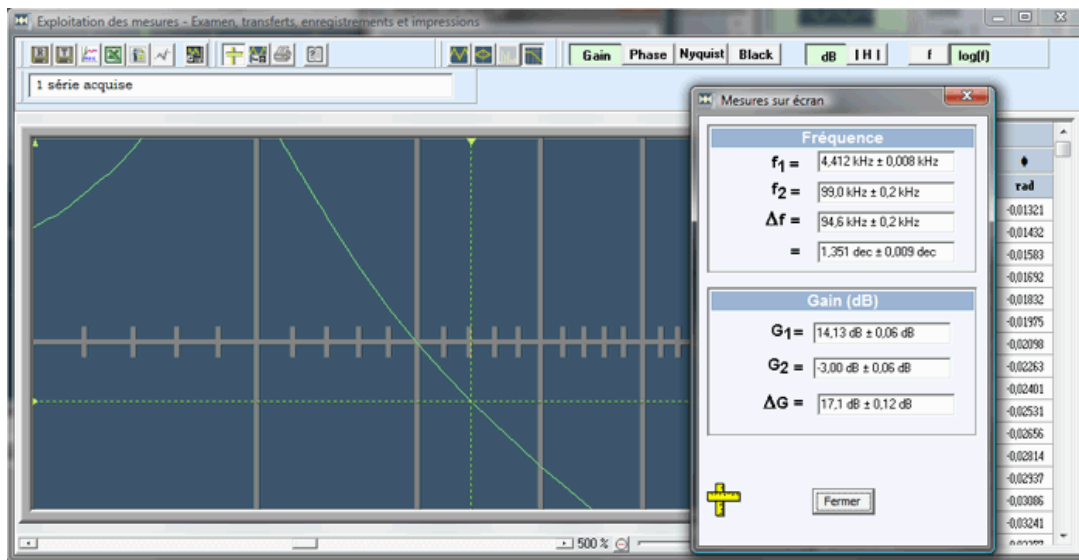 Exploitation des mesures - Examen, transferts, enregistrements et impressions
Gain Phase Nyquist Black dB | H | f log(f)
1 série acquise
Mesures sur écran
Fréquence
f1 = 4,412 kHz ± 0,008 kHz
f2 = 99,0 kHz ± 0,2 kHz
Δf = 94,6 kHz ± 0,2 kHz
= 1,351 dec ± 0,009 dec
Gain (dB)
G1 = 14,13 dB ± 0,06 dB
G2 = -3,00 dB ± 0,06 dB
ΔG = 17,1 dB ± 0,12 dB
Fermer
rad
-0,01321
-0,01432
-0,01583
-0,01692
-0,01832
-0,01975
-0,02098
-0,02263
-0,02401
-0,02531
-0,02656
-0,02814
-0,02937
-0,03086
-0,03241
500 %